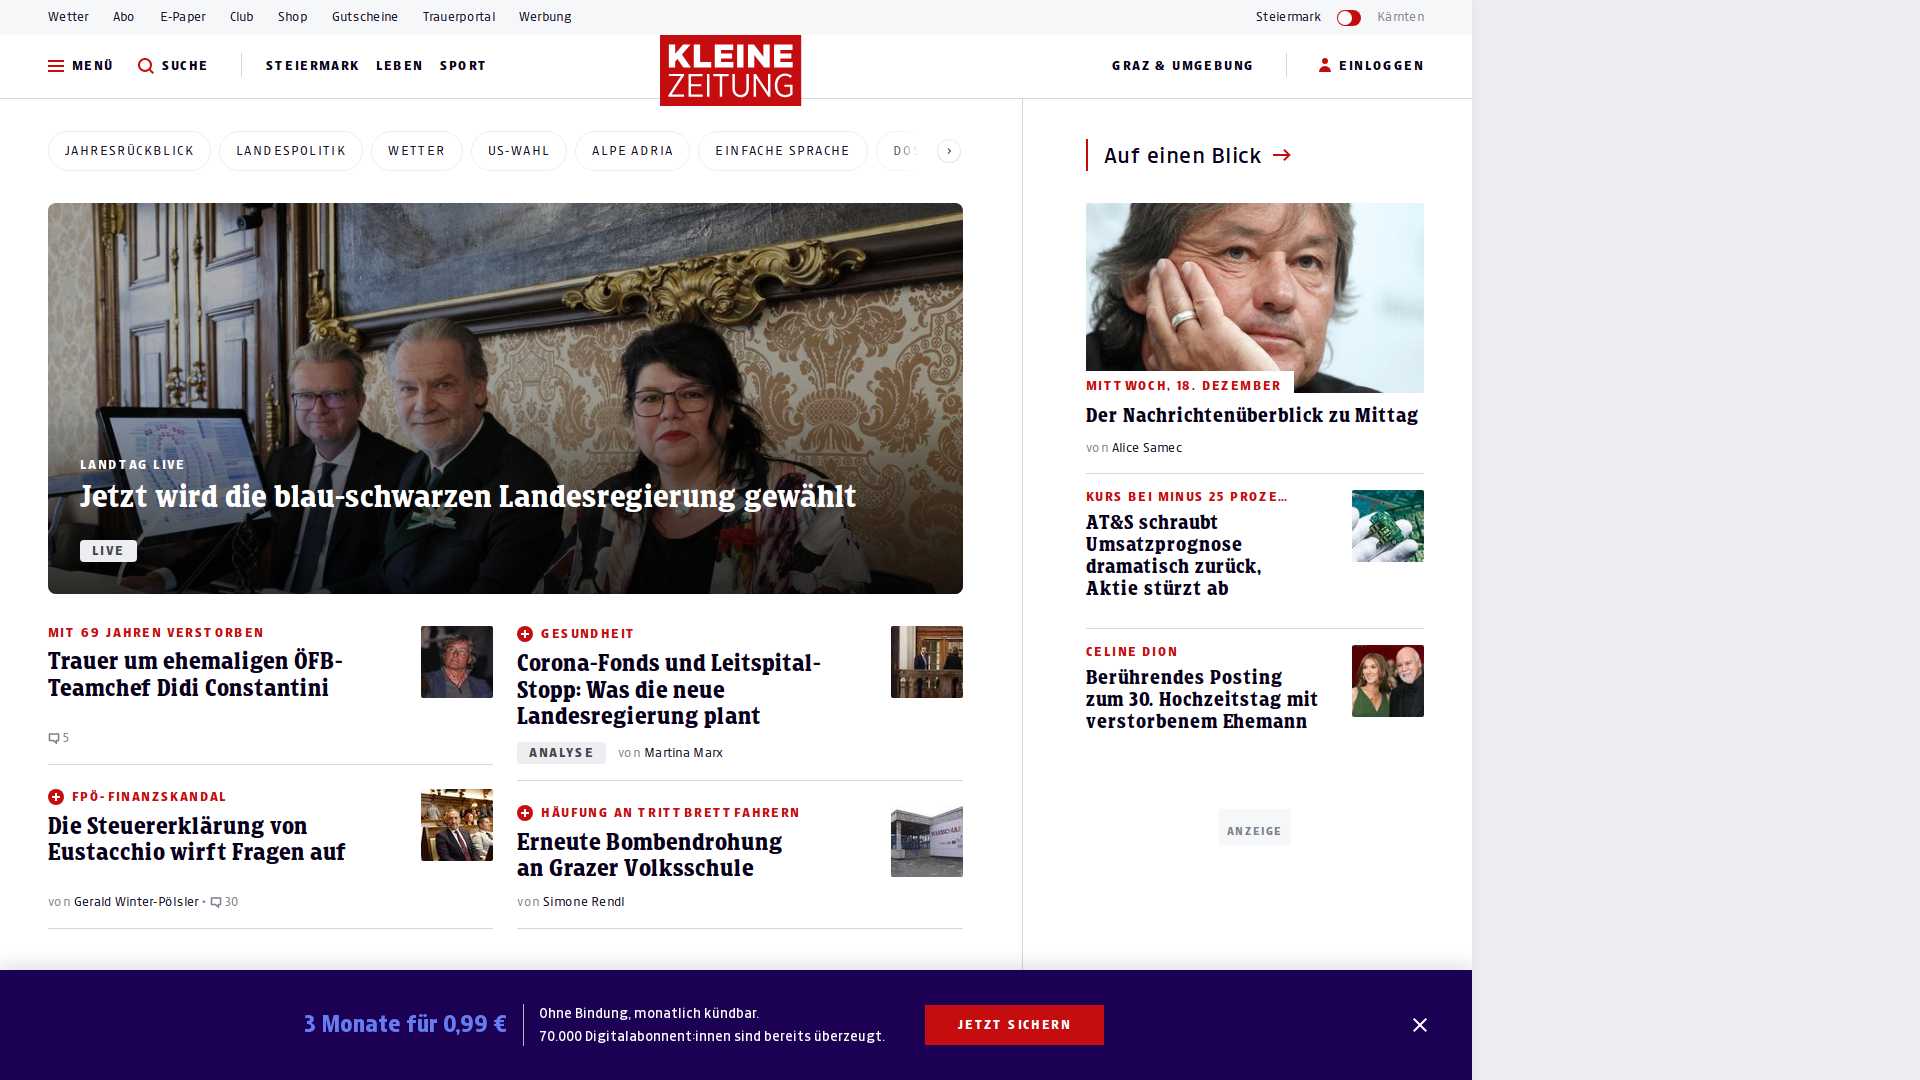 Wetter Abo E-Paper Club Shop Gutscheine Trauerportal Werbung
Steiermark Kärnten
MENÜ SUCHE STEIERMARK LEBEN SPORT
KLEINE
ZEITUNG
GRAZ & UMGEBUNG EINLOGGEN
JAHRESRÜCKBLICK LANDESPOLITIK WETTER US-WAHL ALPE ADRIA EINFACHE SPRACHE
LANDTAG LIVE
Jetzt wird die blau-schwarzen Landesregierung gewählt
LIVE
MIT 69 JAHREN VERSTORBEN
Trauer um ehemaligen ÖFB-
Teamchef Didi Constantini
5
FPÖ-FINANZSKANDAL
Die Steuererklärung von
Eustacchio wirft Fragen auf
von Gerald Winter-Pölsler • 30
GESUNDHEIT
Corona-Fonds und Leitspital-
Stopp: Was die neue
Landesregierung plant
ANALYSE von Martina Marx
HÄUFUNG AN TRITTBRETTFAHRERN
Erneute Bombendrohung
an Grazer Volksschule
von Simone Rendl
Auf einen Blick
MITTWOCH, 18. DEZEMBER
Der Nachrichtenüberblick zu Mittag
von Alice Samec
KURS BEI MINUS 25 PROZE…
AT&S schraubt
Umsatzprognose
dramatisch zurück,
Aktie stürzt ab
CELINE DION
Berührendes Posting
zum 30. Hochzeitstag mit
verstorbenem Ehemann
ANZEIGE
3 Monate für 0,99 €
Ohne Bindung, monatlich kündbar.
70.000 Digitalabonnent:innen sind bereits überzeugt.
JETZT SICHERN